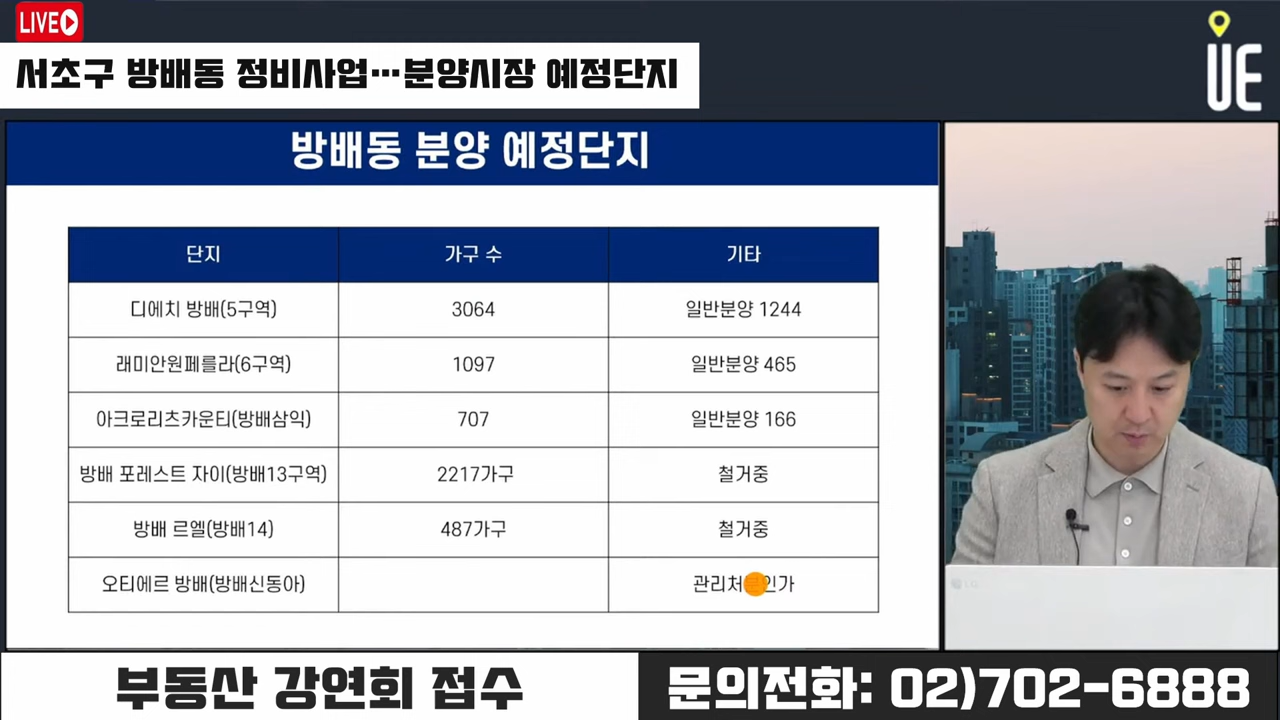 LIVE
서초구 방배동 정비사업…분양시장 예정단지
UE
방배동 분양 예정단지
단지 가구 수 기타
디에치 방배(5구역) 3064 일반분양 1244
래미안원페를라(6구역) 1097 일반분양 465
아크로리츠카운티(방배삼익) 707 일반분양 166
방배 포레스트 자이(방배13구역) 2217가구 철거중
방배 르엘(방배14) 487가구 철거중
오티에르 방배(방배신동아) 관리처분인가
LG
부동산 강연회 접수
문의전화: 02)702-6888